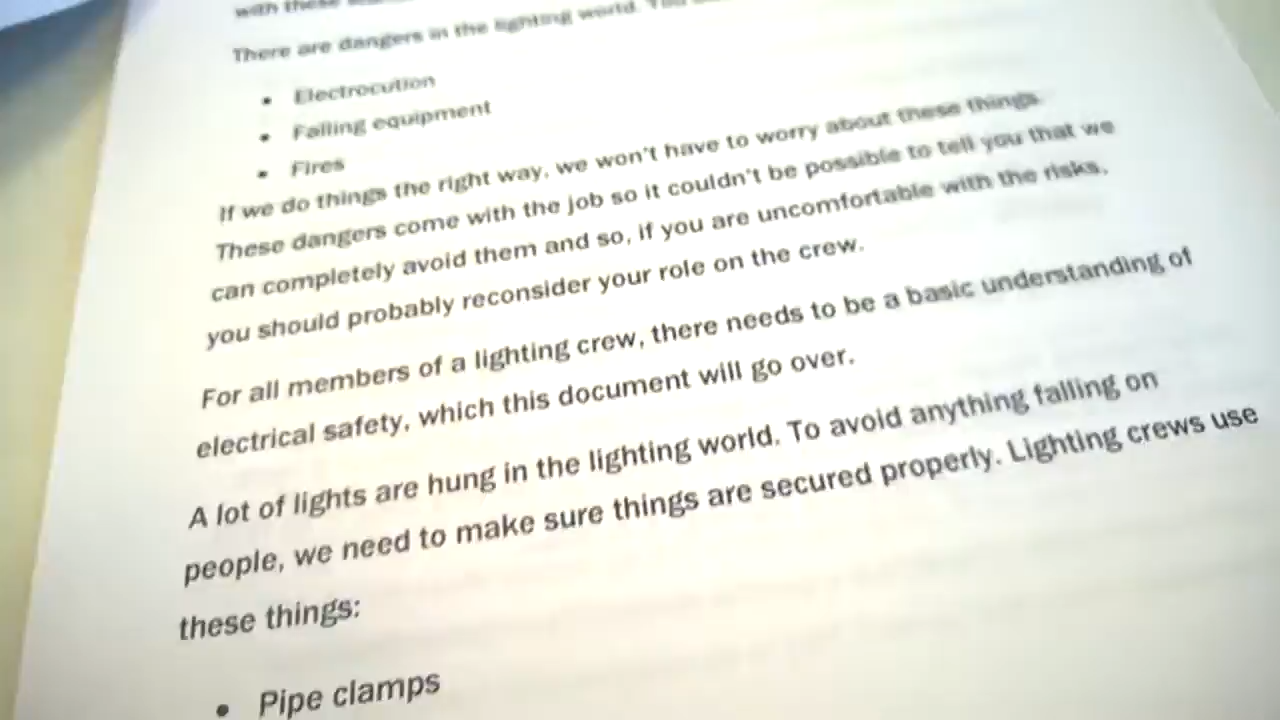 with these
There are dangers in the lighting world. You
• Electrocution
• Falling equipment
• Fires
If we do things the right way, we won't have to worry about these things.
These dangers come with the job so it couldn't be possible to tell you that we
can completely avoid them and so, if you are uncomfortable with the risks,
you should probably reconsider your role on the crew.
For all members of a lighting crew, there needs to be a basic understanding of
electrical safety, which this document will go over.
A lot of lights are hung in the lighting world. To avoid anything falling on
people, we need to make sure things are secured properly. Lighting crews use
these things:
• Pipe clamps